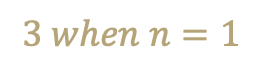 3 when n = 1